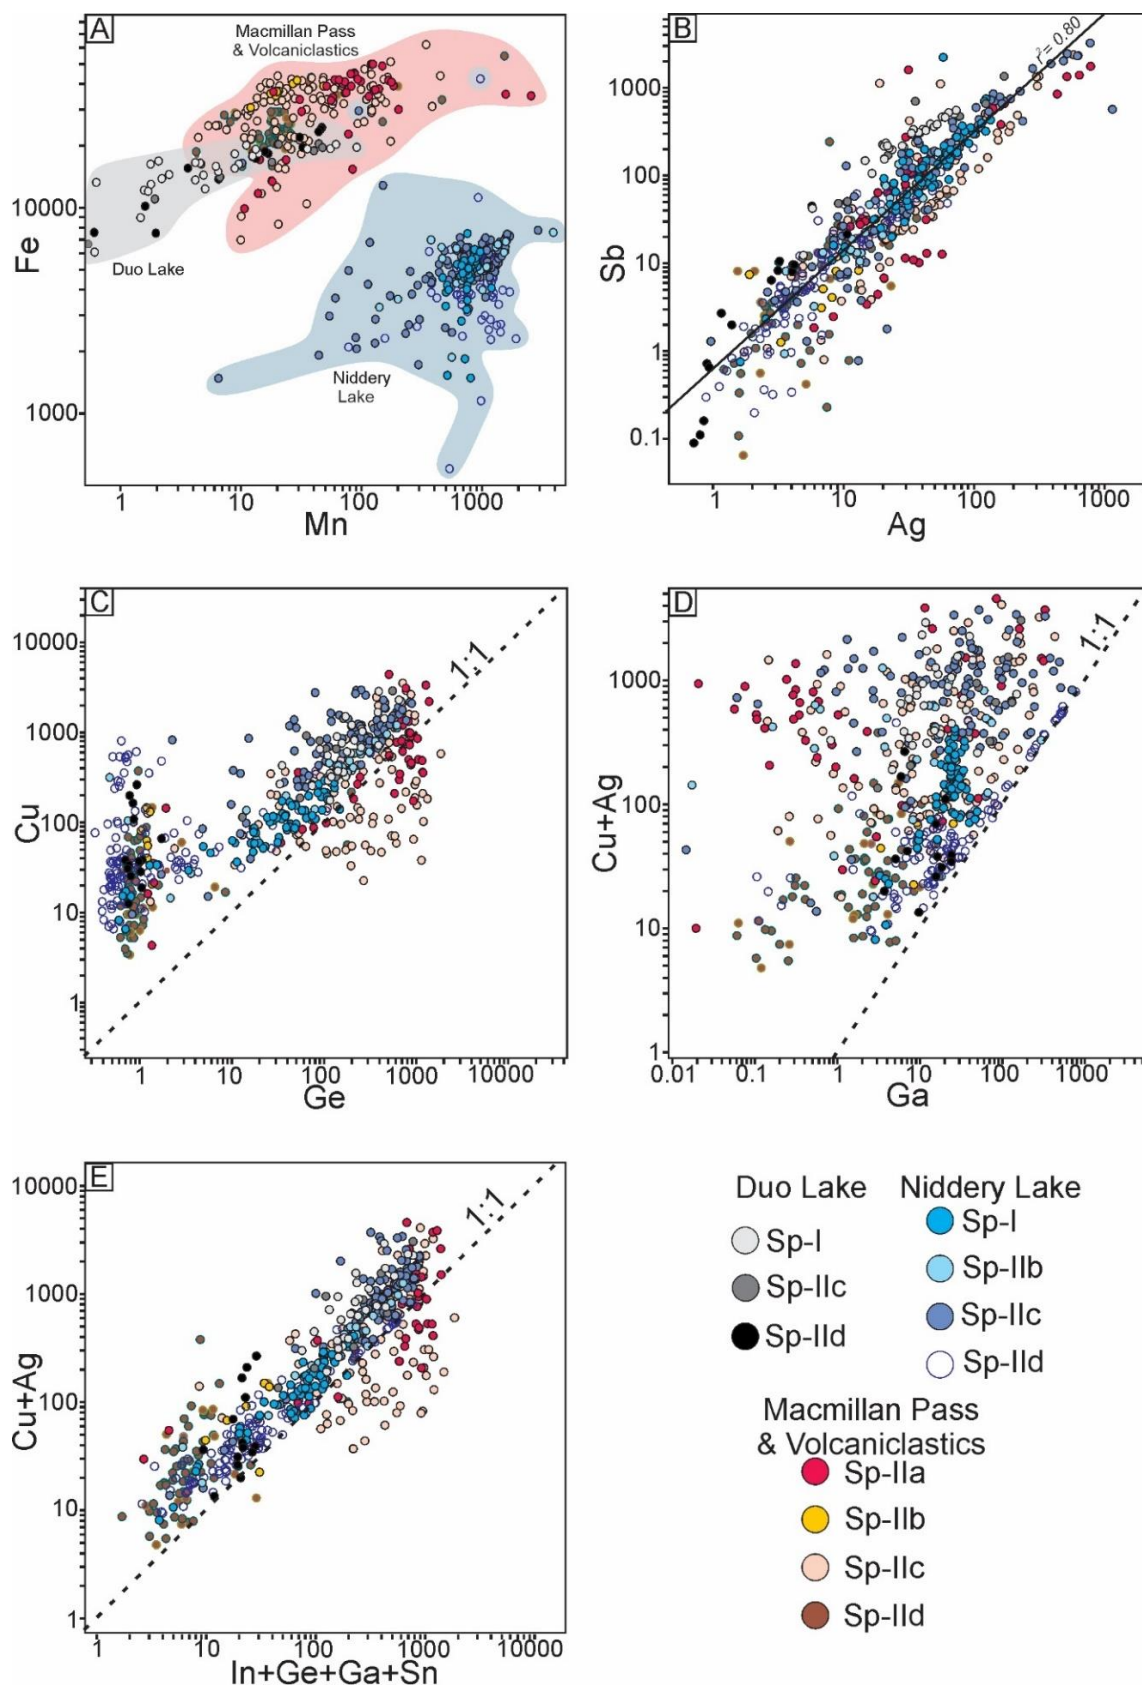 A
Macmillan Pass
& Volcaniclastics
Duo Lake
Niddery
Lake
Fe
10000
1000
1
10
100
1000
Mn
B
r²= 0.80
Sb
1000
100
10
1
0.1
1
10
100
1000
Ag
C
1:1
Cu
10000
1000
100
10
1
1
10
100
1000
10000
Ge
D
1:1
Cu+Ag
1000
100
10
1
0.01
0.1
1
10
100
1000
Ga
E
1:1
Cu+Ag
10000
1000
100
10
1
1
10
100
1000
10000
In+Ge+Ga+Sn
Duo Lake
Sp-I
Sp-IIc
Sp-IId
Niddery Lake
Sp-I
Sp-IIb
Sp-IIc
Sp-IId
Macmillan Pass
& Volcaniclastics
Sp-IIa
Sp-IIb
Sp-IIc
Sp-IId